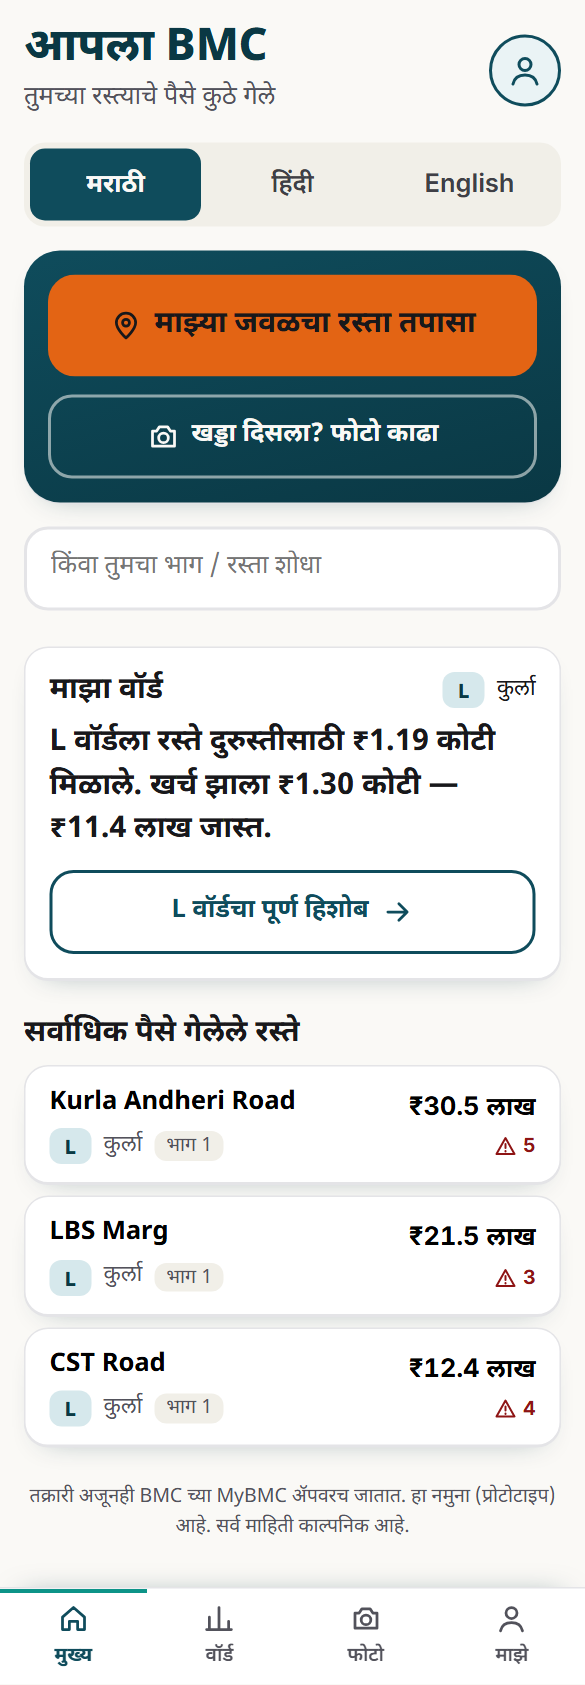 आपला BMC
तुमच्या रस्त्याचे पैसे कुठे गेले
मराठी
हिंदी
English
माझ्या जवळचा रस्ता तपासा
खड्डा दिसला? फोटो काढा
किंवा तुमचा भाग / रस्ता शोधा
माझा वॉर्ड
L कुर्ला
L वॉर्डला रस्ते दुरुस्तीसाठी ₹1.19 कोटी
मिळाले. खर्च झाला ₹1.30 कोटी —
₹11.4 लाख जास्त.
L वॉर्डचा पूर्ण हिशोब →
सर्वाधिक पैसे गेलेले रस्ते
Kurla Andheri Road
₹30.5 लाख
L कुर्ला भाग 1
5
LBS Marg
₹21.5 लाख
L कुर्ला भाग 1
3
CST Road
₹12.4 लाख
L कुर्ला भाग 1
4
तक्रारी अजूनही BMC च्या MyBMC ॲपवरच जातात. हा नमुना (प्रोटोटाइप)
आहे. सर्व माहिती काल्पनिक आहे.
मुख्य
वॉर्ड
फोटो
माझे